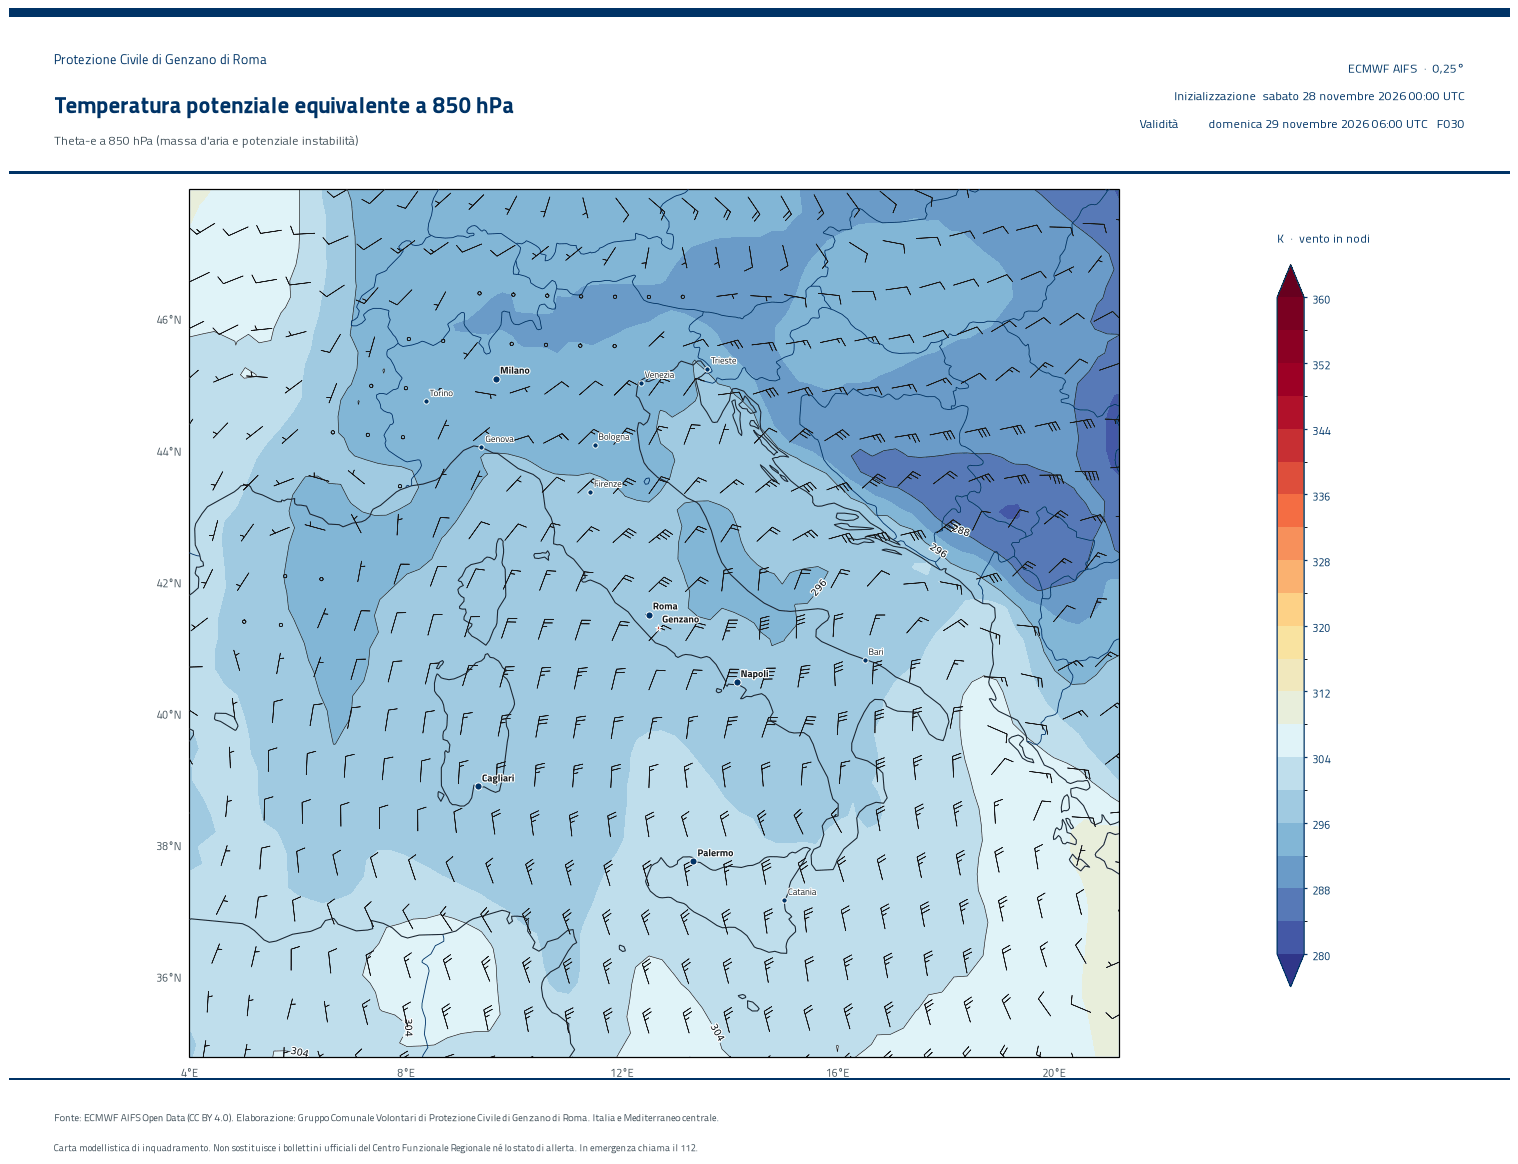 Protezione Civile di Genzano di Roma
Temperatura potenziale equivalente a 850 hPa
Theta-e a 850 hPa (massa d'aria e potenziale instabilità)
ECMWF AIFS · 0,25°
Inizializzazione sabato 28 novembre 2026 00:00 UTC
Validità domenica 29 novembre 2026 06:00 UTC F030
K · vento in nodi
360
352
344
336
328
320
312
304
296
288
280
46°N
44°N
42°N
40°N
38°N
36°N
4°E
8°E
12°E
16°E
20°E
Trieste
Venezia
Milano
Torino
Genova
Bologna
Firenze
288
296
296
Roma
Genzano
Bari
Napoli
Cagliari
Palermo
Catania
304
304
304
Fonte: ECMWF AIFS Open Data (CC BY 4.0). Elaborazione: Gruppo Comunale Volontari di Protezione Civile di Genzano di Roma. Italia e Mediterraneo centrale.
Carta modellistica di inquadramento. Non sostituisce i bollettini ufficiali del Centro Funzionale Regionale né lo stato di allerta. In emergenza chiama il 112.